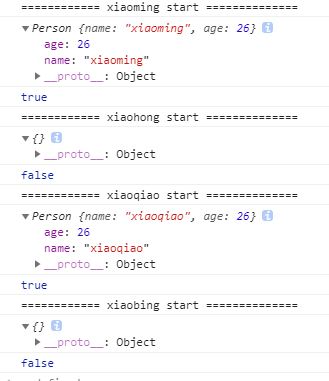 ============ xiaoming start ==============
▼Person {name: "xiaoming", age: 26} i
age: 26
name: "xiaoming"
▶__proto__: Object
true
============ xiaohong start ==============
▼{} i
▶__proto__: Object
false
============ xiaoqiao start ==============
▼Person {name: "xiaoqiao", age: 26} i
age: 26
name: "xiaoqiao"
▶__proto__: Object
true
============ xiaobing start ==============
▼{} i
▶__proto__: Object
false